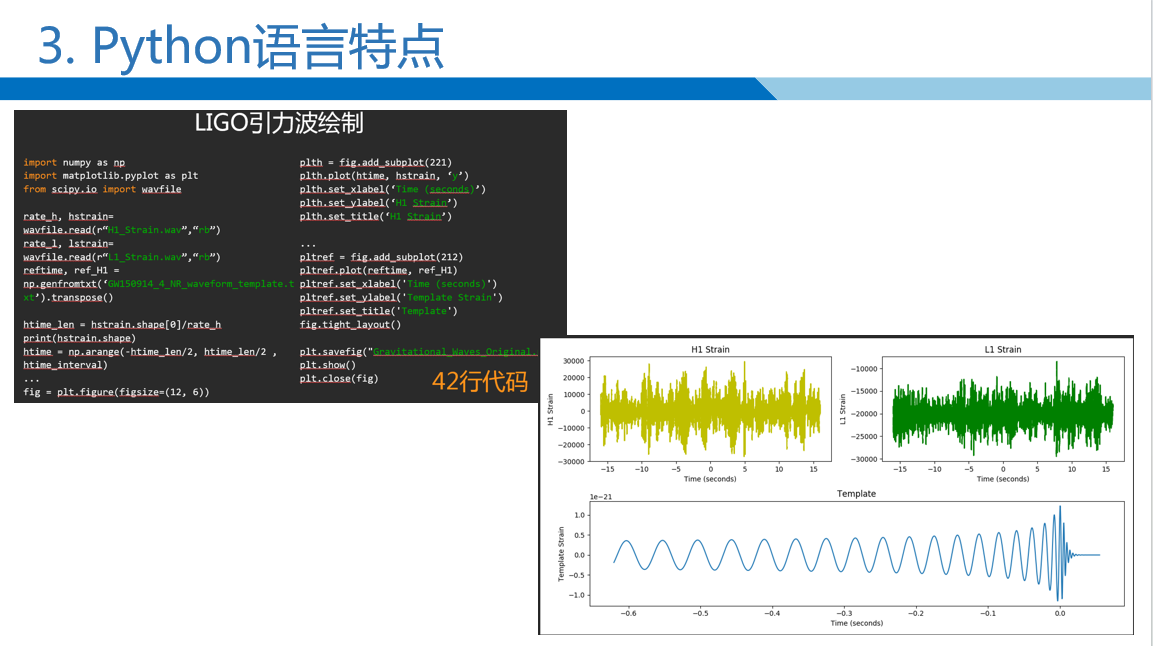 3. Python语言特点
LIGO引力波绘制
import numpy as np
import matplotlib.pyplot as plt
from scipy.io import wavfile
rate_h, hstrain=
wavfile.read(r“H1_Strain.wav”,“rb”)
rate_l, lstrain=
wavfile.read(r“L1_Strain.wav”,“rb”)
reftime, ref_H1 =
np.genfromtxt(‘GW150914_4_NR_waveform_template.t
xt’).transpose()
htime_len = hstrain.shape[0]/rate_h
print(hstrain.shape)
htime = np.arange(-htime_len/2, htime_len/2 ,
htime_interval)
...
fig = plt.figure(figsize=(12, 6))
plth = fig.add_subplot(221)
plth.plot(htime, hstrain, ‘y’)
plth.set_xlabel(‘Time (seconds)’)
plth.set_ylabel(‘H1 Strain’)
plth.set_title(‘H1 Strain’)
...
pltref = fig.add_subplot(212)
pltref.plot(reftime, ref_H1)
pltref.set_xlabel('Time (seconds)')
pltref.set_ylabel('Template Strain')
pltref.set_title('Template')
fig.tight_layout()
plt.savefig("Gravitational_Waves_Original.
plt.show()
plt.close(fig)
42行代码
H1 Strain
30000
20000
10000
0
−10000
−20000
−30000
H1 Strain
−15 −10 −5 0 5 10 15
Time (seconds)
L1 Strain
−10000
−15000
−20000
−25000
−30000
L1 Strain
−15 −10 −5 0 5 10 15
Time (seconds)
1e−21
Template
1.0
0.5
0.0
−0.5
−1.0
Template Strain
−0.6 −0.5 −0.4 −0.3 −0.2 −0.1 0.0
Time (seconds)